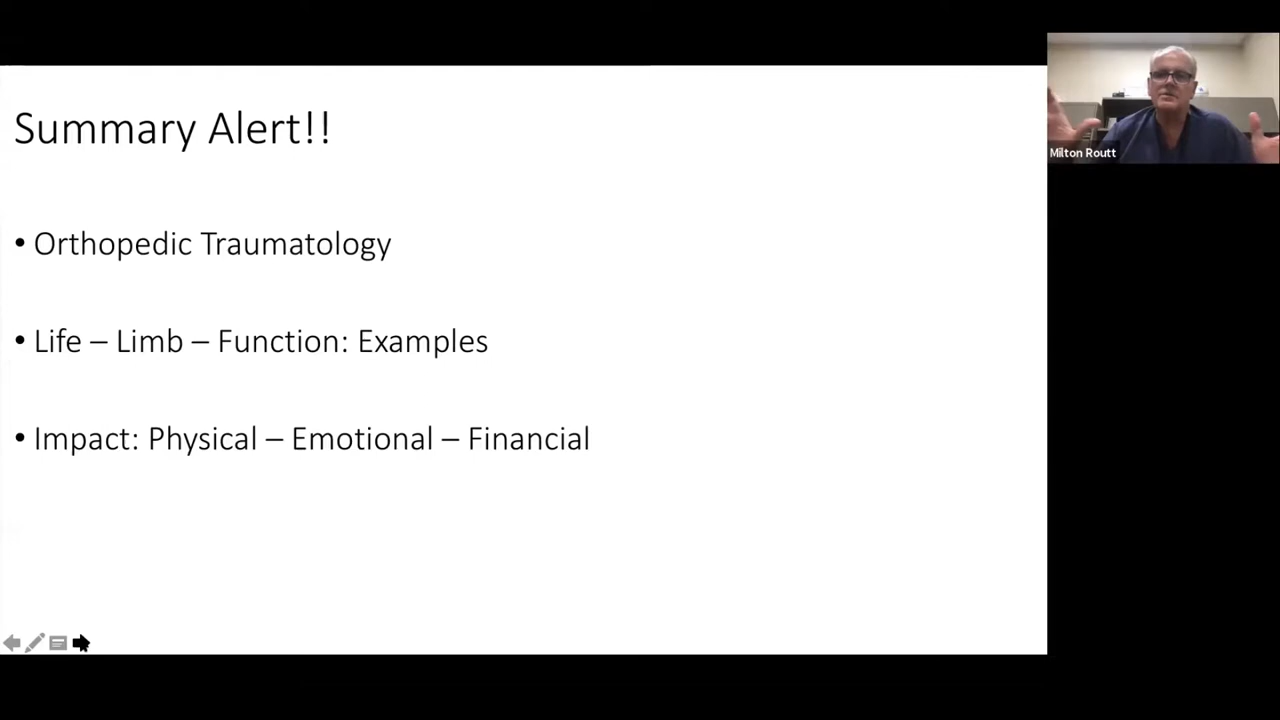 Summary Alert!!
• Orthopedic Traumatology
• Life – Limb – Function: Examples
• Impact: Physical – Emotional – Financial
Milton Routt